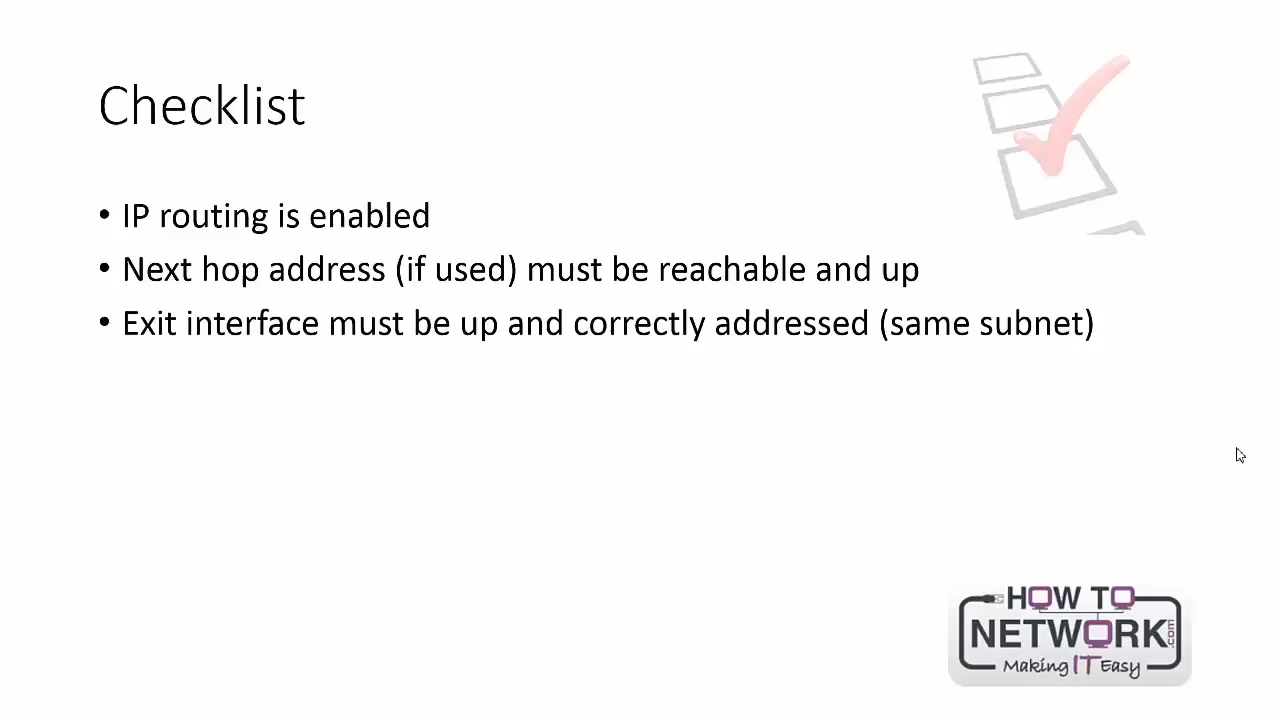 Checklist
• IP routing is enabled
• Next hop address (if used) must be reachable and up
• Exit interface must be up and correctly addressed (same subnet)
HOW TO
NETWORK.com
Making IT Easy